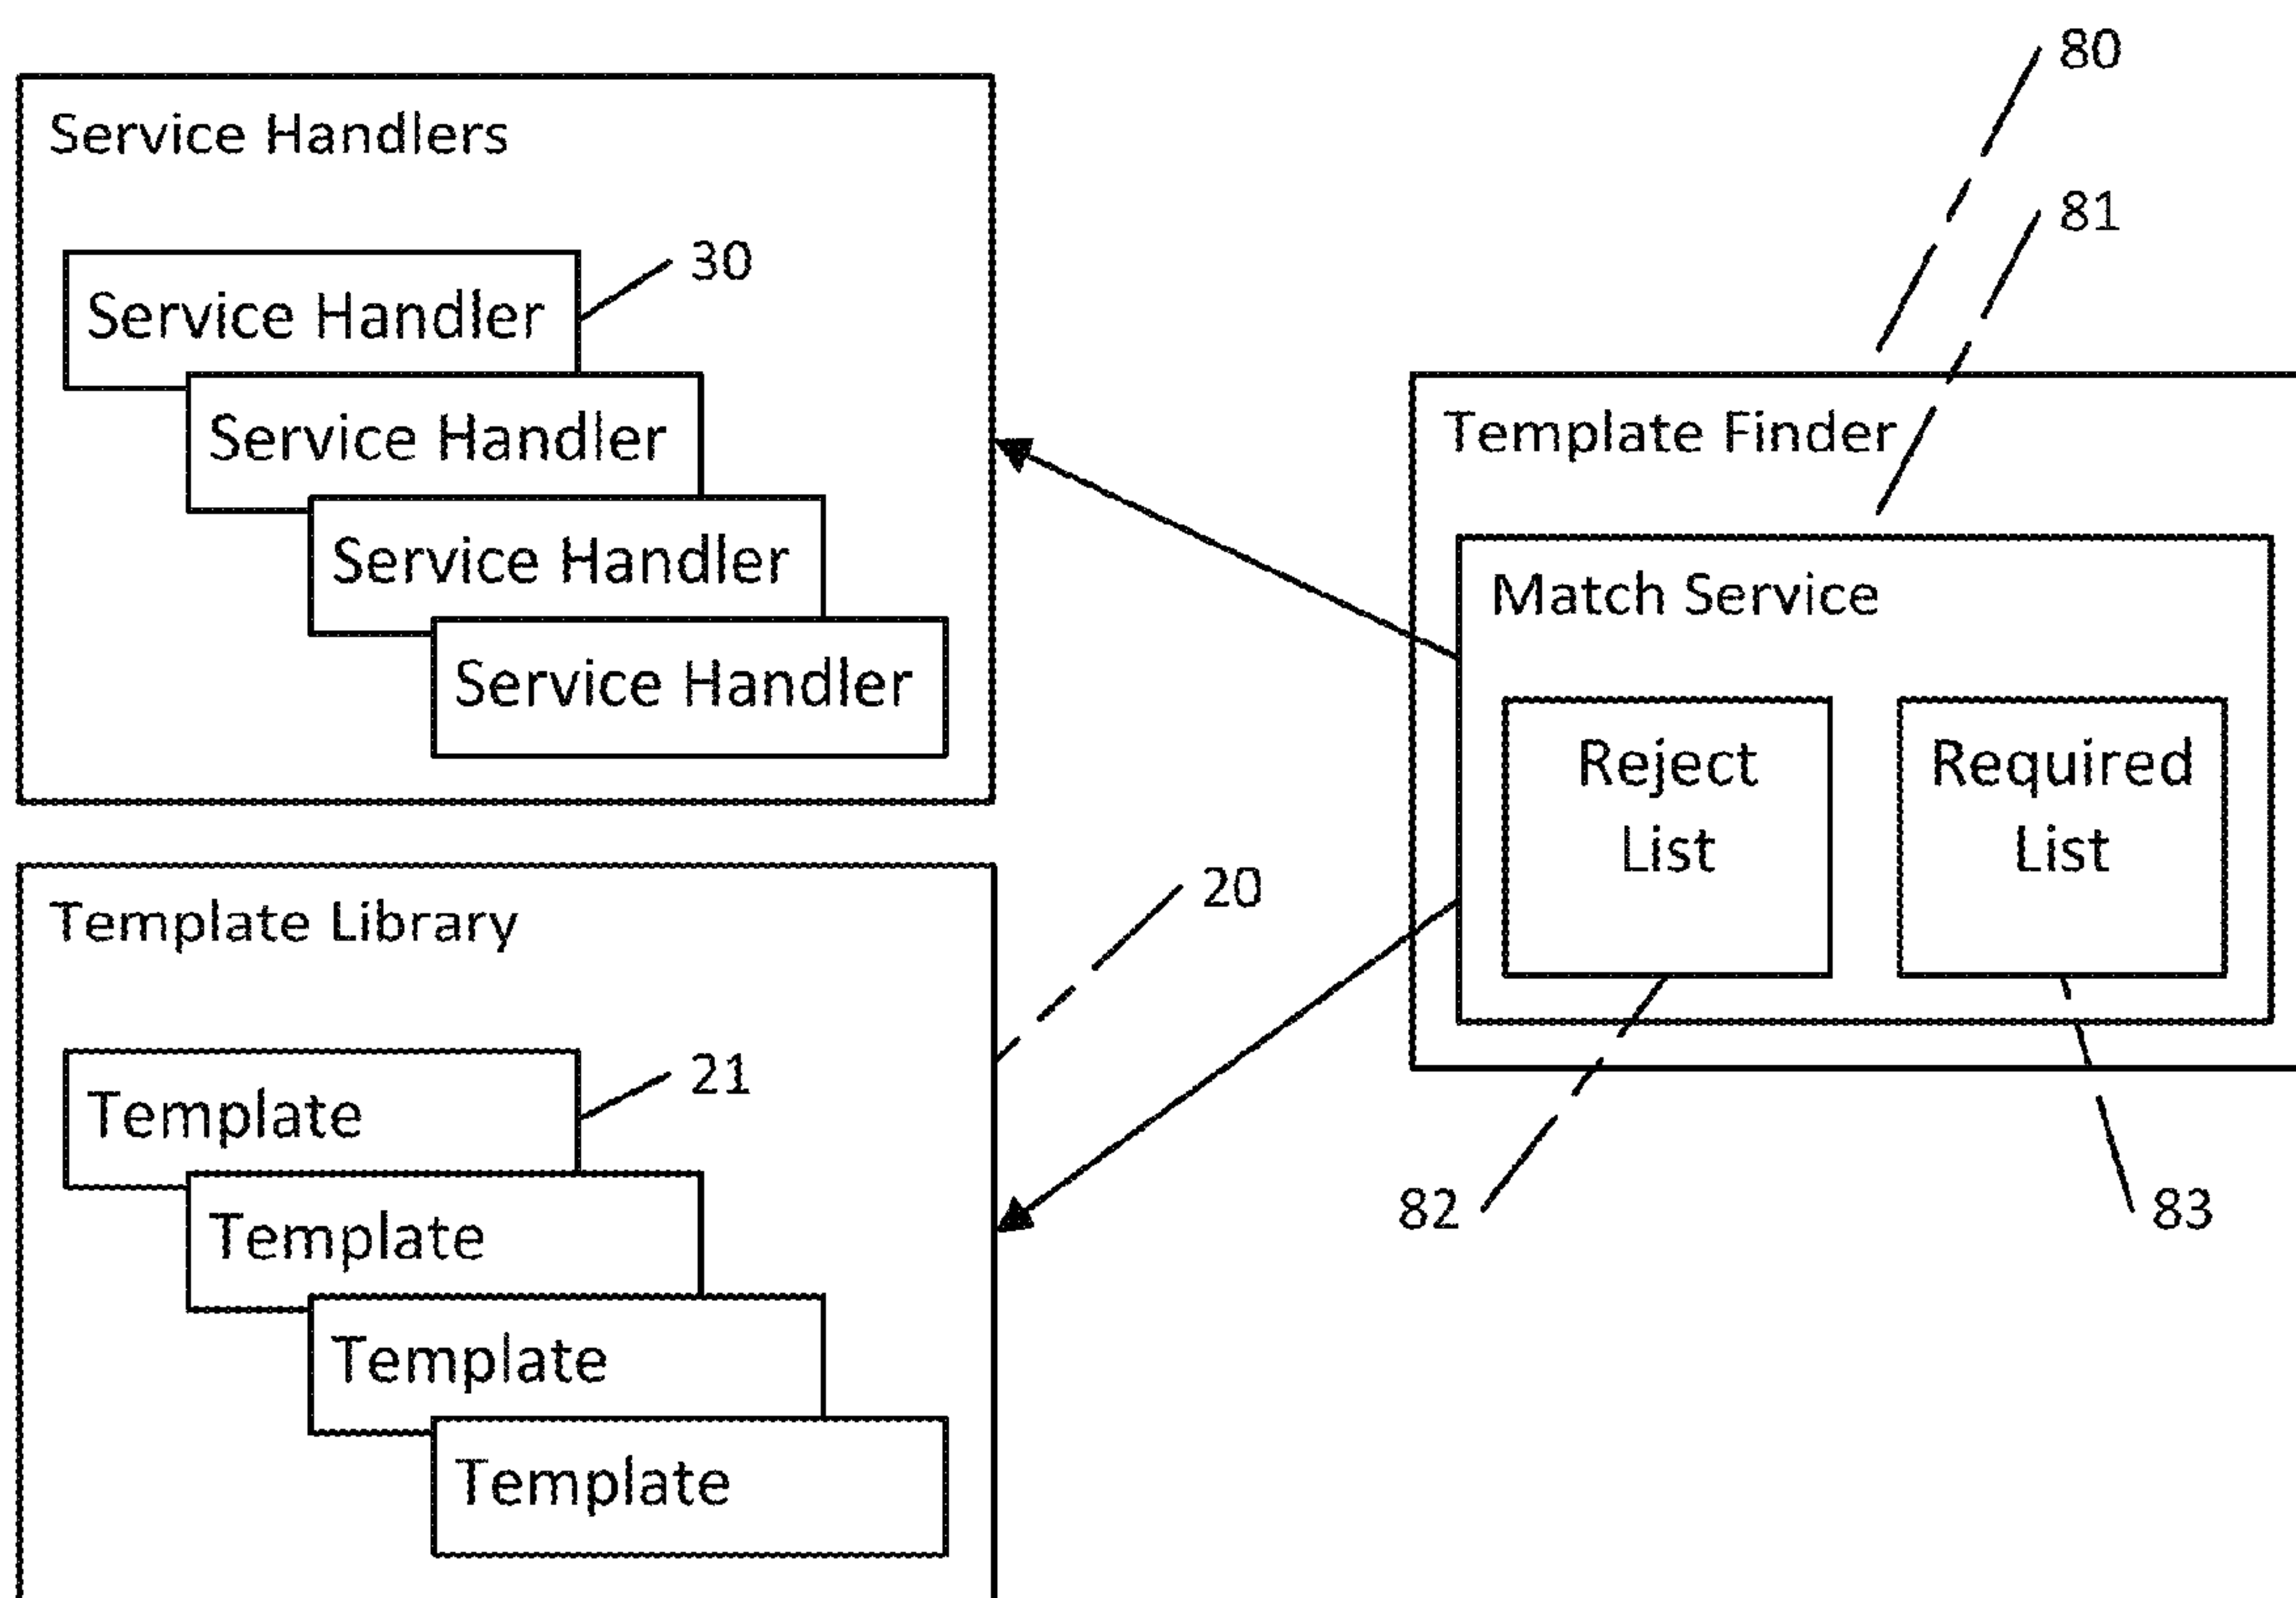 80
Service Handlers
81
30
Service Handler
Service Handler
Service Handler
Service Handler
Template Finder
Match Service
Reject
List
Required
List
20
Template Library
21
Template
Template
Template
Template
82
83